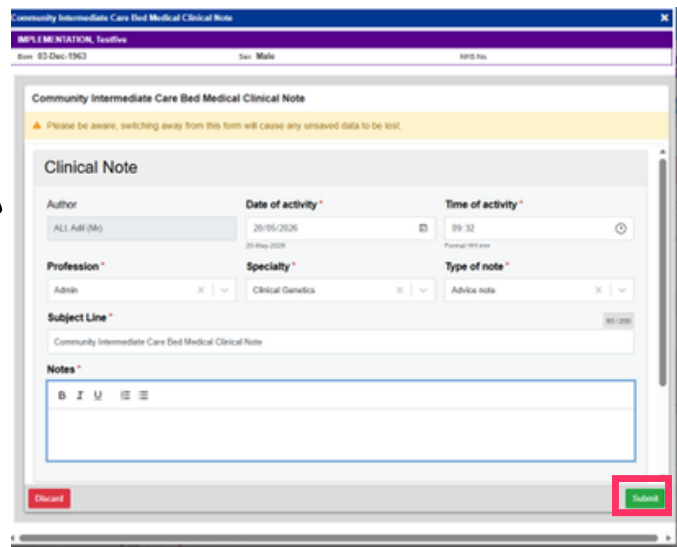 Community Intermediate Care Bed Medical Clinical Note
IMPLEMENTATION, Testfive
Born 03-Dec-1963 Sex Male NHS No.
Community Intermediate Care Bed Medical Clinical Note
Please be aware, switching away from this form will cause any unsaved data to be lost.
Clinical Note
Author Date of activity * Time of activity *
ALI, Adil (Mr) 20/05/2026 09:32
20-May-2026 Format HH:mm
Profession * Specialty * Type of note *
Admin Clinical Genetics Advice note
Subject Line *
Community Intermediate Care Bed Medical Clinical Note
Notes *
B I U
Discard Submit